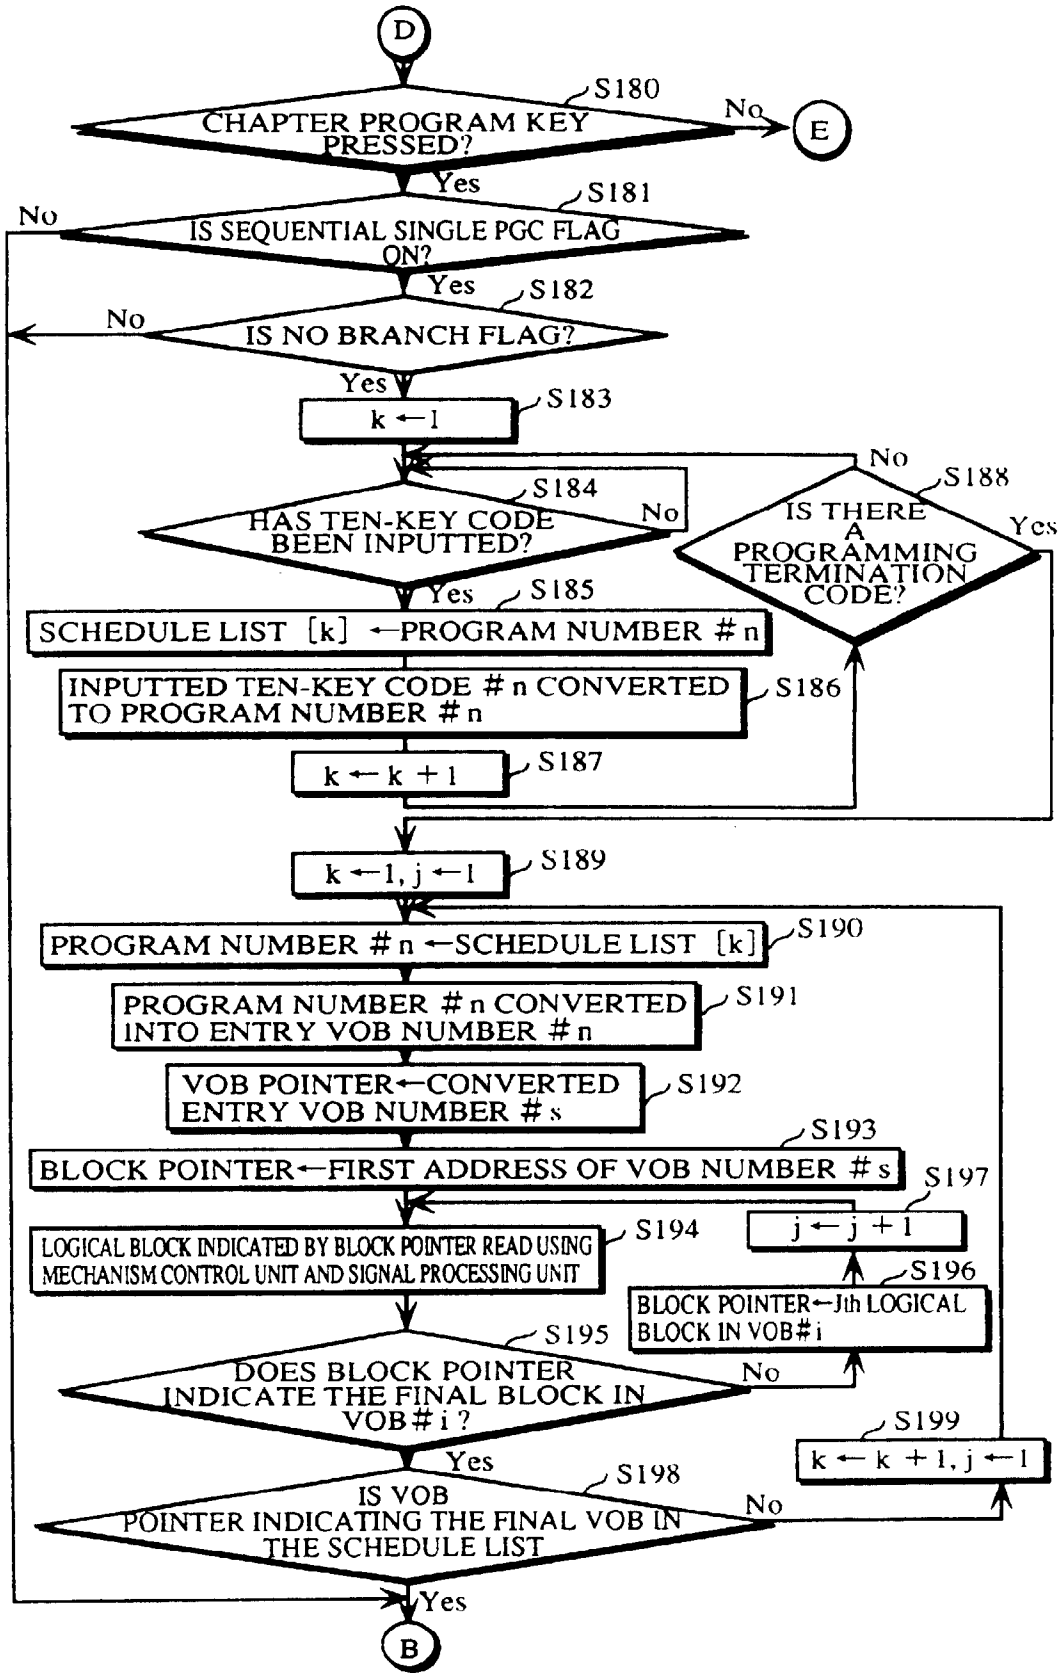 D
S180
CHAPTER PROGRAM KEY
PRESSED?
No
E
Yes
S181
No
IS SEQUENTIAL SINGLE PGC FLAG
ON?
Yes
S182
No
IS NO BRANCH FLAG?
Yes
S183
k ← 1
No
S184
HAS TEN-KEY CODE
BEEN INPUTTED?
No
S188
IS THERE
A
PROGRAMMING
TERMINATION
CODE?
Yes
Yes
S185
SCHEDULE LIST [k] ←PROGRAM NUMBER #n
INPUTTED TEN-KEY CODE #n CONVERTED
TO PROGRAM NUMBER #n
S186
k ← k + 1
S187
k ←1, j ←1
S189
PROGRAM NUMBER #n ←SCHEDULE LIST [k]
S190
PROGRAM NUMBER #n CONVERTED
INTO ENTRY VOB NUMBER #n
S191
VOB POINTER←CONVERTED
ENTRY VOB NUMBER #s
S192
S193
BLOCK POINTER←FIRST ADDRESS OF VOB NUMBER #s
S197
j ← j + 1
LOGICAL BLOCK INDICATED BY BLOCK POINTER READ USING
MECHANISM CONTROL UNIT AND SIGNAL PROCESSING UNIT
S194
S196
BLOCK POINTER←Jth LOGICAL
BLOCK IN VOB#i
S195
DOES BLOCK POINTER
INDICATE THE FINAL BLOCK IN
VOB#i?
No
Yes
S199
k ← k + 1, j ←1
S198
IS VOB
POINTER INDICATING THE FINAL VOB IN
THE SCHEDULE LIST
No
Yes
B